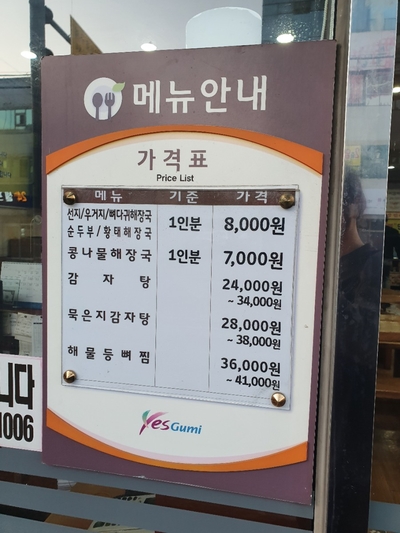 메뉴안내
가격표
Price List
메뉴 기준 가격
선지/우거지/뼈다귀해장국
순두부/황태해장국 1인분 8,000원
콩나물해장국 1인분 7,000원
감자탕 24,000원
~ 34,000원
묵은지감자탕 28,000원
~ 38,000원
해물등뼈찜 36,000원
~ 41,000원
YesGumi
니다
1006